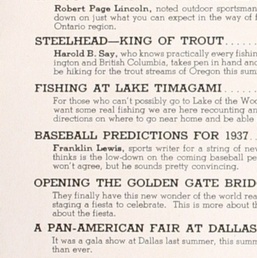 Robert Page Lincoln, noted outdoor sportsman
down on just what you can expect in the way of f
Ontario region.
STEELHEAD—KING OF TROUT......
Harold B. Say, who knows practically every fishin
ington and British Columbia, takes pen in hand and
be hiking for the trout streams of Oregon this sum
FISHING AT LAKE TIMAGAMI.......
For those who can't possibly go to Lake of the Woo
want some real fishing we are here recounting an
directions on where to go near home and be able
BASEBALL PREDICTIONS FOR 1937.
Franklin Lewis, sports writer for a string of nev
thinks is the low-down on the coming baseball pe
won't agree, but he sounds pretty convincing.
OPENING THE GOLDEN GATE BRID
They finally have this new wonder of the world rea
staging a fiesta to celebrate. This is more about th
about the fiesta.
A PAN-AMERICAN FAIR AT DALLAS
It was a gala show at Dallas last summer, this summ
than ever.